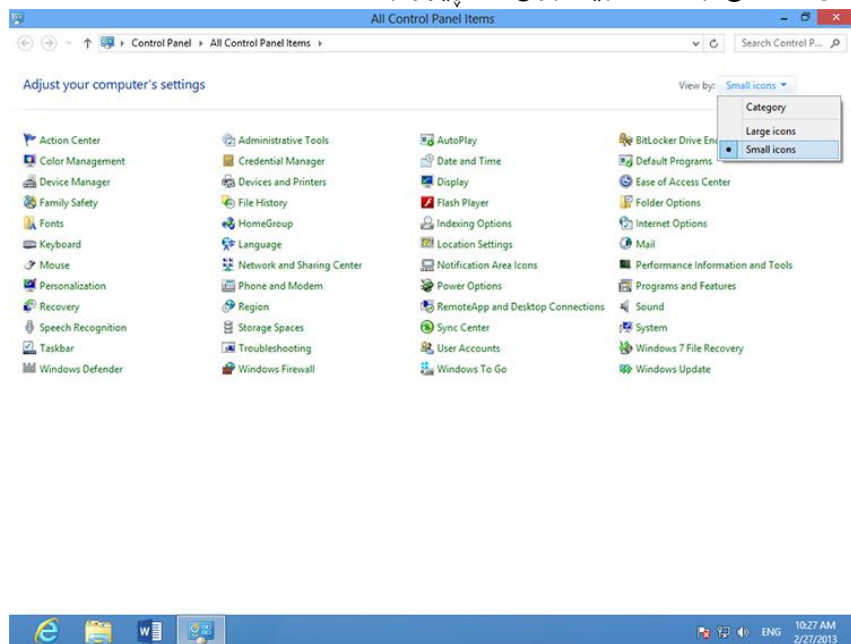 All Control Panel Items
Control Panel All Control Panel Items Search Control P...
Adjust your computer's settings View by: Small icons
Category
Large icons
Small icons
Action Center Administrative Tools AutoPlay BitLocker Drive En
Color Management Credential Manager Date and Time Default Programs
Device Manager Devices and Printers Display Ease of Access Center
Family Safety File History Flash Player Folder Options
Fonts HomeGroup Indexing Options Internet Options
Keyboard Language Location Settings Mail
Mouse Network and Sharing Center Notification Area Icons Performance Information and Tools
Personalization Phone and Modem Power Options Programs and Features
Recovery Region RemoteApp and Desktop Connections Sound
Speech Recognition Storage Spaces Sync Center System
Taskbar Troubleshooting User Accounts Windows 7 File Recovery
Windows Defender Windows Firewall Windows To Go Windows Update
ENG 10:27 AM
2/27/2013